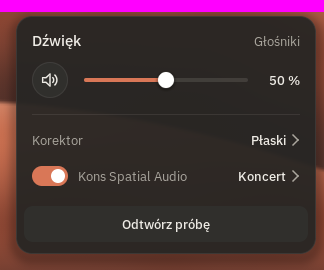 Dźwięk Głośniki
50 %
Korektor Płaski
Kons Spatial Audio Koncert
Odtwórz próbę